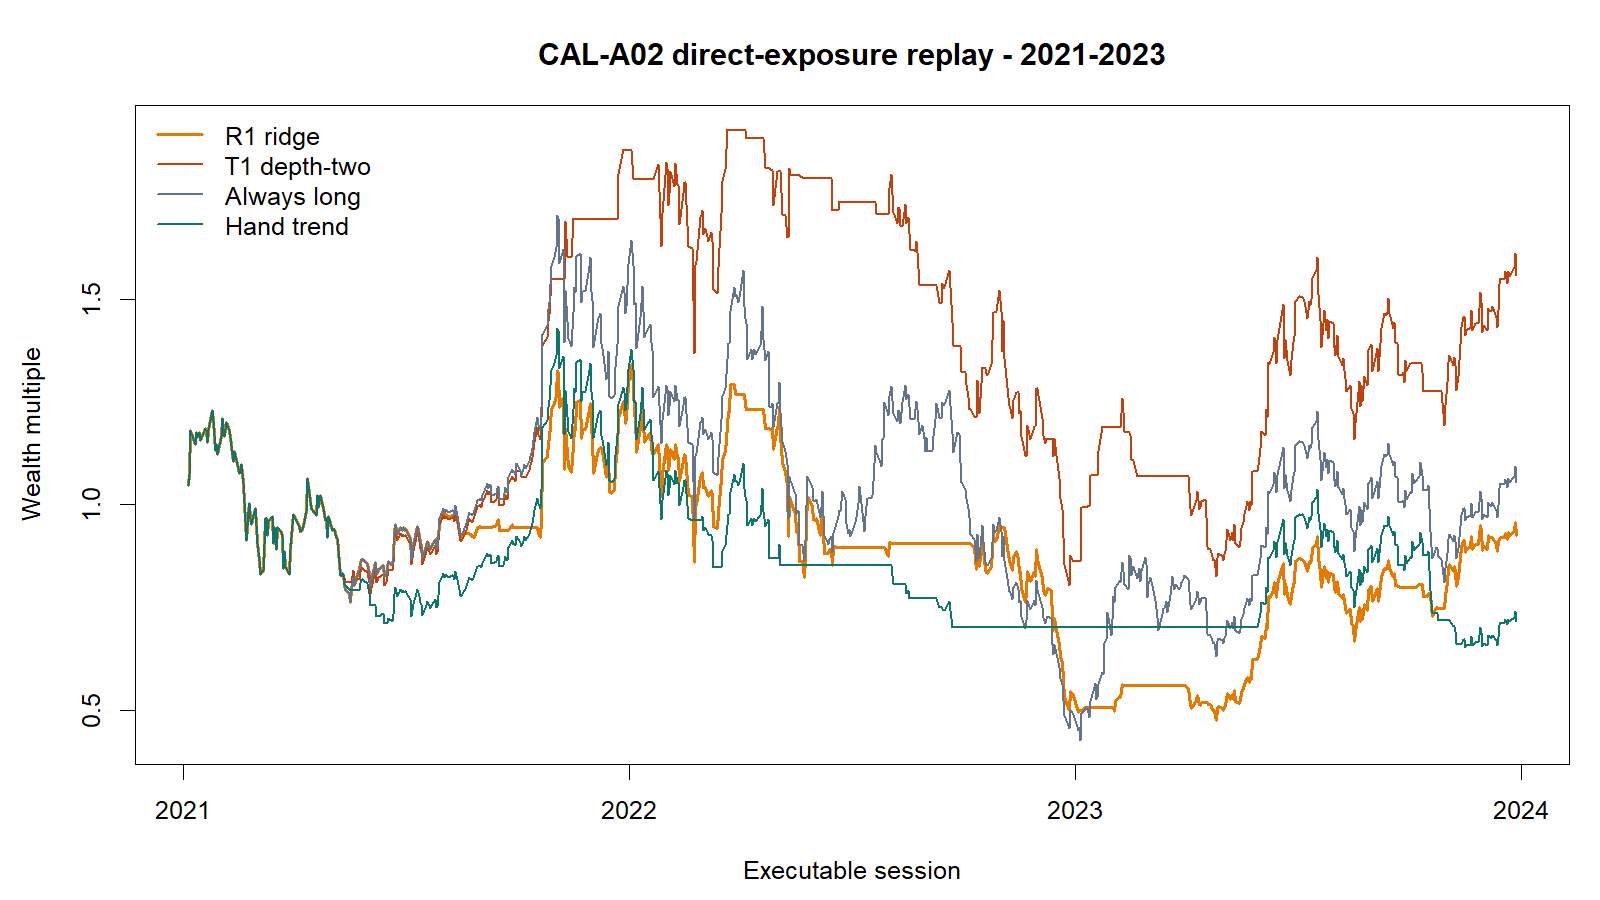 CAL-A02 direct-exposure replay - 2021-2023
R1 ridge
T1 depth-two
Always long
Hand trend
Wealth multiple
1.5
1.0
0.5
2021
2022
2023
2024
Executable session